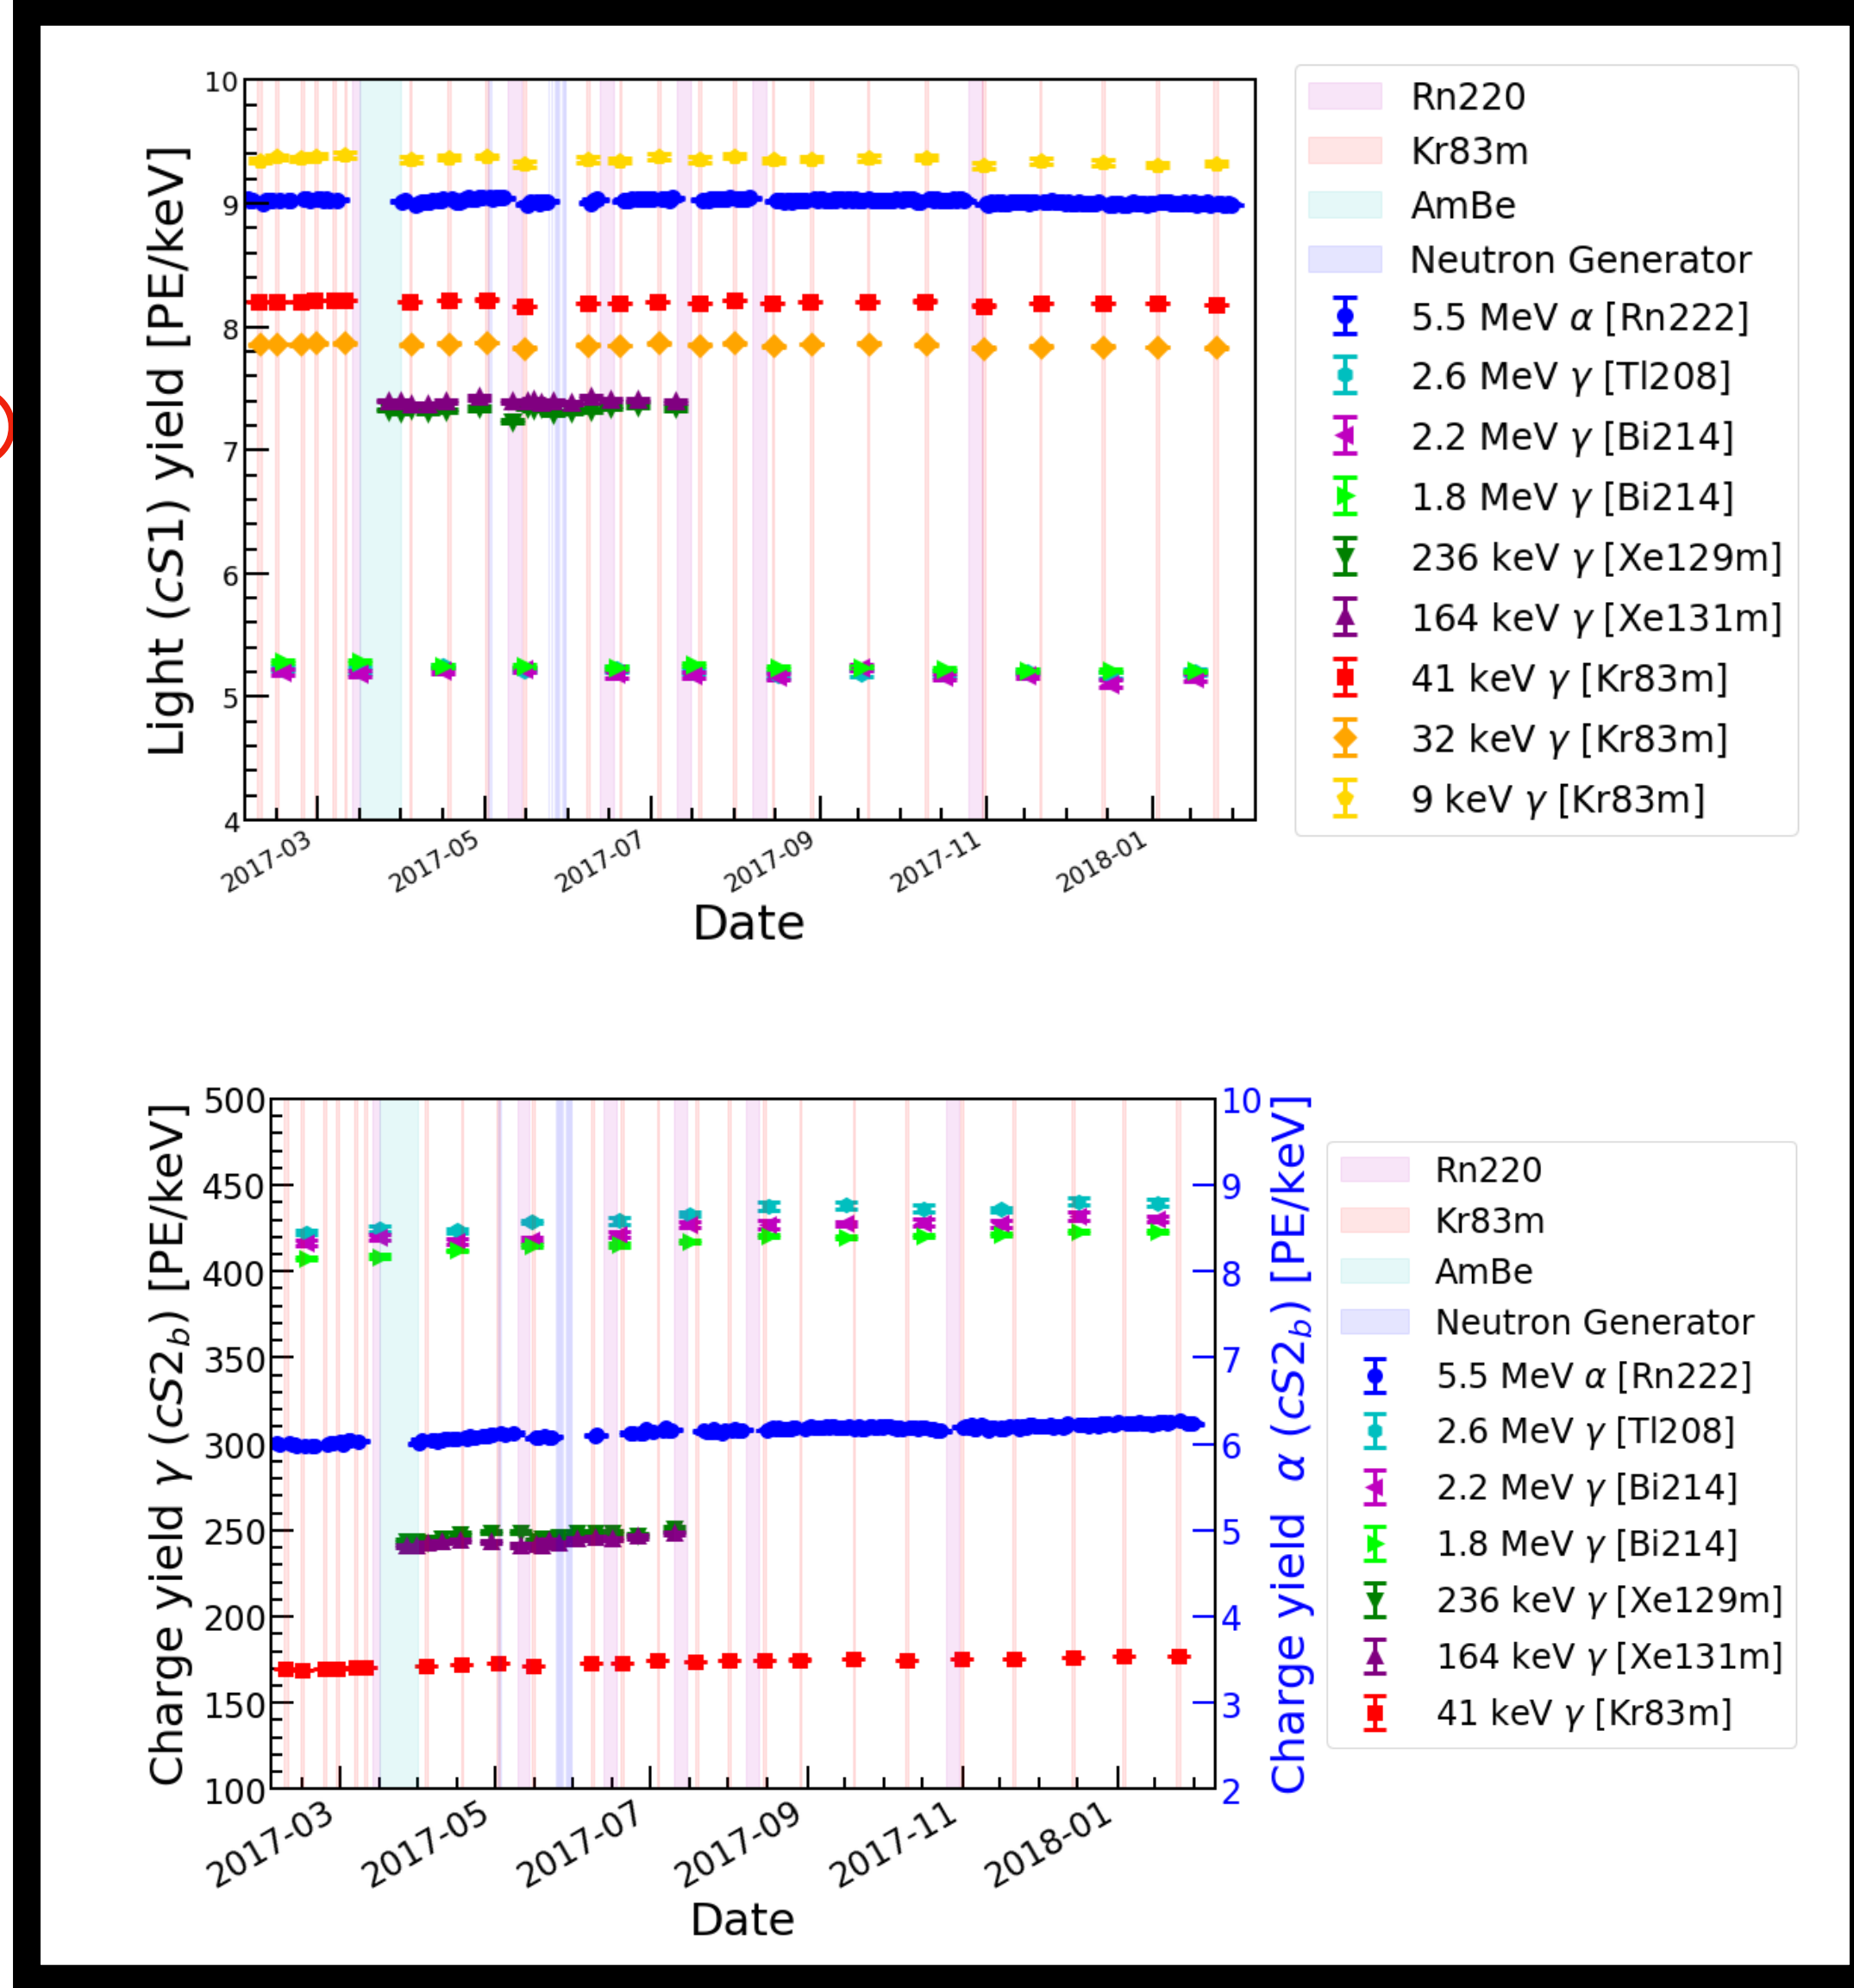 Light (cS1) yield [PE/keV]
10
9
8
7
6
5
4
2017-03
2017-05
2017-07
2017-09
2017-11
2018-01
Date
Rn220
Kr83m
AmBe
Neutron Generator
5.5 MeV α [Rn222]
2.6 MeV γ [Tl208]
2.2 MeV γ [Bi214]
1.8 MeV γ [Bi214]
236 keV γ [Xe129m]
164 keV γ [Xe131m]
41 keV γ [Kr83m]
32 keV γ [Kr83m]
9 keV γ [Kr83m]
Charge yield γ (cS2b) [PE/keV]
500
450
400
350
300
250
200
150
100
2017-03
2017-05
2017-07
2017-09
2017-11
2018-01
Date
10
9
8
7
6
5
4
3
2
Charge yield α (cS2b) [PE/keV]
Rn220
Kr83m
AmBe
Neutron Generator
5.5 MeV α [Rn222]
2.6 MeV γ [Tl208]
2.2 MeV γ [Bi214]
1.8 MeV γ [Bi214]
236 keV γ [Xe129m]
164 keV γ [Xe131m]
41 keV γ [Kr83m]